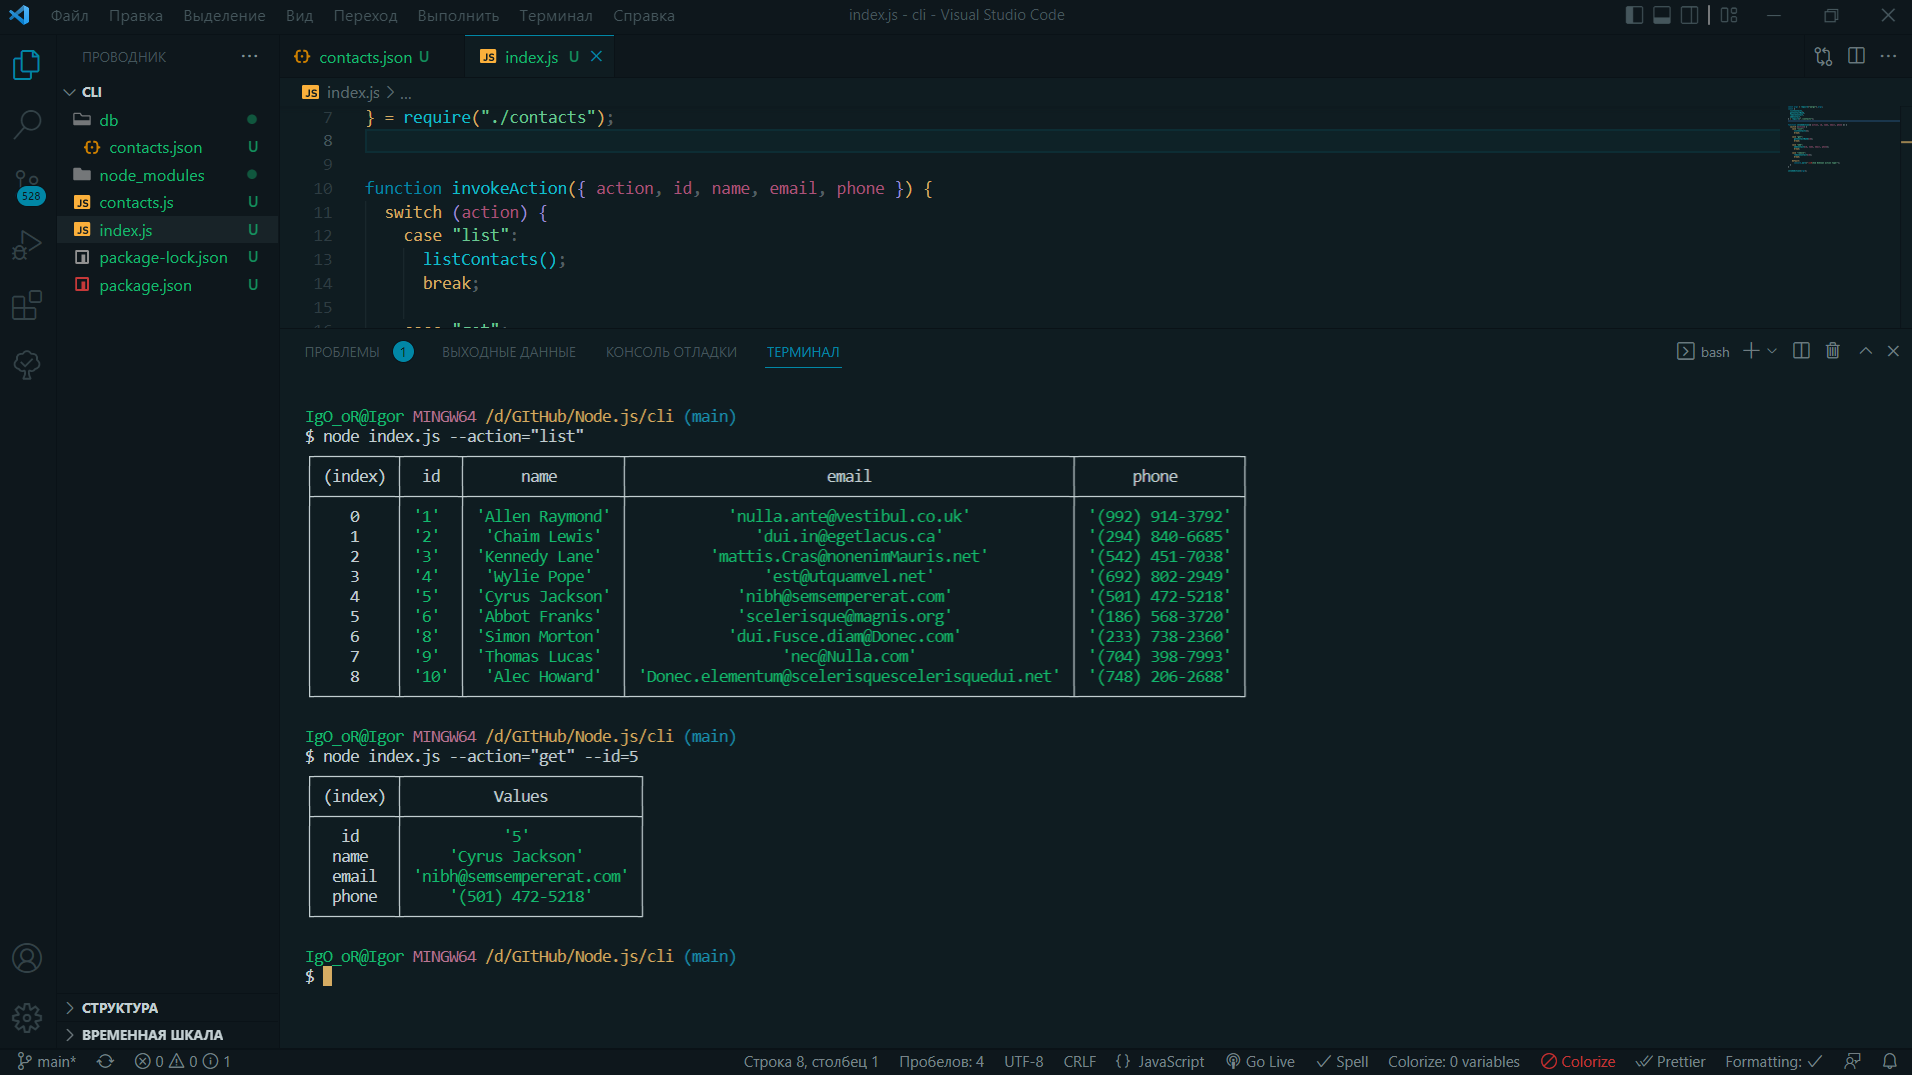 Файл Правка Выделение Вид Переход Выполнить Терминал Справка
index.js - cli - Visual Studio Code
ПРОВОДНИК
CLI
db
contacts.json U
node_modules
contacts.js U
index.js U
package-lock.json U
package.json U
528
СТРУКТУРА
ВРЕМЕННАЯ ШКАЛА
contacts.json U
JS index.js U
JS index.js > ...
7 } = require("./contacts");
8
9
10 function invokeAction({ action, id, name, email, phone }) {
11 switch (action) {
12 case "list":
13 listContacts();
14 break;
15
16 case "get":
ПРОБЛЕМЫ 1 ВЫХОДНЫЕ ДАННЫЕ КОНСОЛЬ ОТЛАДКИ ТЕРМИНАЛ
bash
IgO_oR@Igor MINGW64 /d/GItHub/Node.js/cli (main)
$ node index.js --action="list"
(index) id name email phone
0 '1' 'Allen Raymond' 'nulla.ante@vestibul.co.uk' '(992) 914-3792'
1 '2' 'Chaim Lewis' 'dui.in@egetlacus.ca' '(294) 840-6685'
2 '3' 'Kennedy Lane' 'mattis.Cras@nonenimMauris.net' '(542) 451-7038'
3 '4' 'Wylie Pope' 'est@utquamvel.net' '(692) 802-2949'
4 '5' 'Cyrus Jackson' 'nibh@semsempererat.com' '(501) 472-5218'
5 '6' 'Abbot Franks' 'scelerisque@magnis.org' '(186) 568-3720'
6 '8' 'Simon Morton' 'dui.Fusce.diam@Donec.com' '(233) 738-2360'
7 '9' 'Thomas Lucas' 'nec@Nulla.com' '(704) 398-7993'
8 '10' 'Alec Howard' 'Donec.elementum@scelerisquescelerisquedui.net' '(748) 206-2688'
IgO_oR@Igor MINGW64 /d/GItHub/Node.js/cli (main)
$ node index.js --action="get" --id=5
(index) Values
id '5'
name 'Cyrus Jackson'
email 'nibh@semsempererat.com'
phone '(501) 472-5218'
IgO_oR@Igor MINGW64 /d/GItHub/Node.js/cli (main)
$
main* 0 0 1 Строка 8, столбец 1 Пробелов: 4 UTF-8 CRLF {} JavaScript Go Live Spell Colorize: 0 variables Colorize Prettier Formatting: